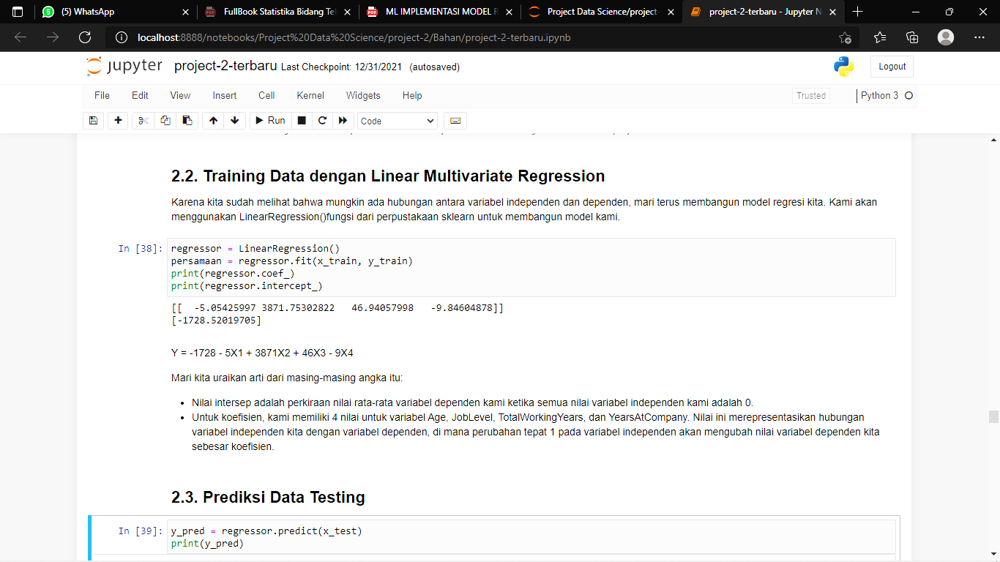 (5) WhatsApp
FullBook Statistika Bidang Te
ML IMPLEMENTASI MODEL R
Project Data Science/project-
project-2-terbaru - Jupyter N
localhost:8888/notebooks/Project%20Data%20Science/project-2/Bahan/project-2-terbaru.ipynb
jupyter project-2-terbaru Last Checkpoint: 12/31/2021 (autosaved)
Logout
File Edit View Insert Cell Kernel Widgets Help
Trusted
Python 3
Run
Code
2.2. Training Data dengan Linear Multivariate Regression
Karena kita sudah melihat bahwa mungkin ada hubungan antara variabel independen dan dependen, mari terus membangun model regresi kita. Kami akan
menggunakan LinearRegression()fungsi dari perpustakaan sklearn untuk membangun model kami.
In [38]: regressor = LinearRegression()
persamaan = regressor.fit(x_train, y_train)
print(regressor.coef_)
print(regressor.intercept_)
[[  -5.05425997 3871.75302822   46.94057998   -9.84604878]]
[-1728.52019705]
Y = -1728 - 5X1 + 3871X2 + 46X3 - 9X4
Mari kita uraikan arti dari masing-masing angka itu:
• Nilai intersep adalah perkiraan nilai rata-rata variabel dependen kami ketika semua nilai variabel independen kami adalah 0.
• Untuk koefisien, kami memiliki 4 nilai untuk variabel Age, JobLevel, TotalWorkingYears, dan YearsAtCompany. Nilai ini merepresentasikan hubungan
variabel independen kita dengan variabel dependen, di mana perubahan tepat 1 pada variabel independen akan mengubah nilai variabel dependen kita
sebesar koefisien.
2.3. Prediksi Data Testing
In [39]: y_pred = regressor.predict(x_test)
print(y_pred)